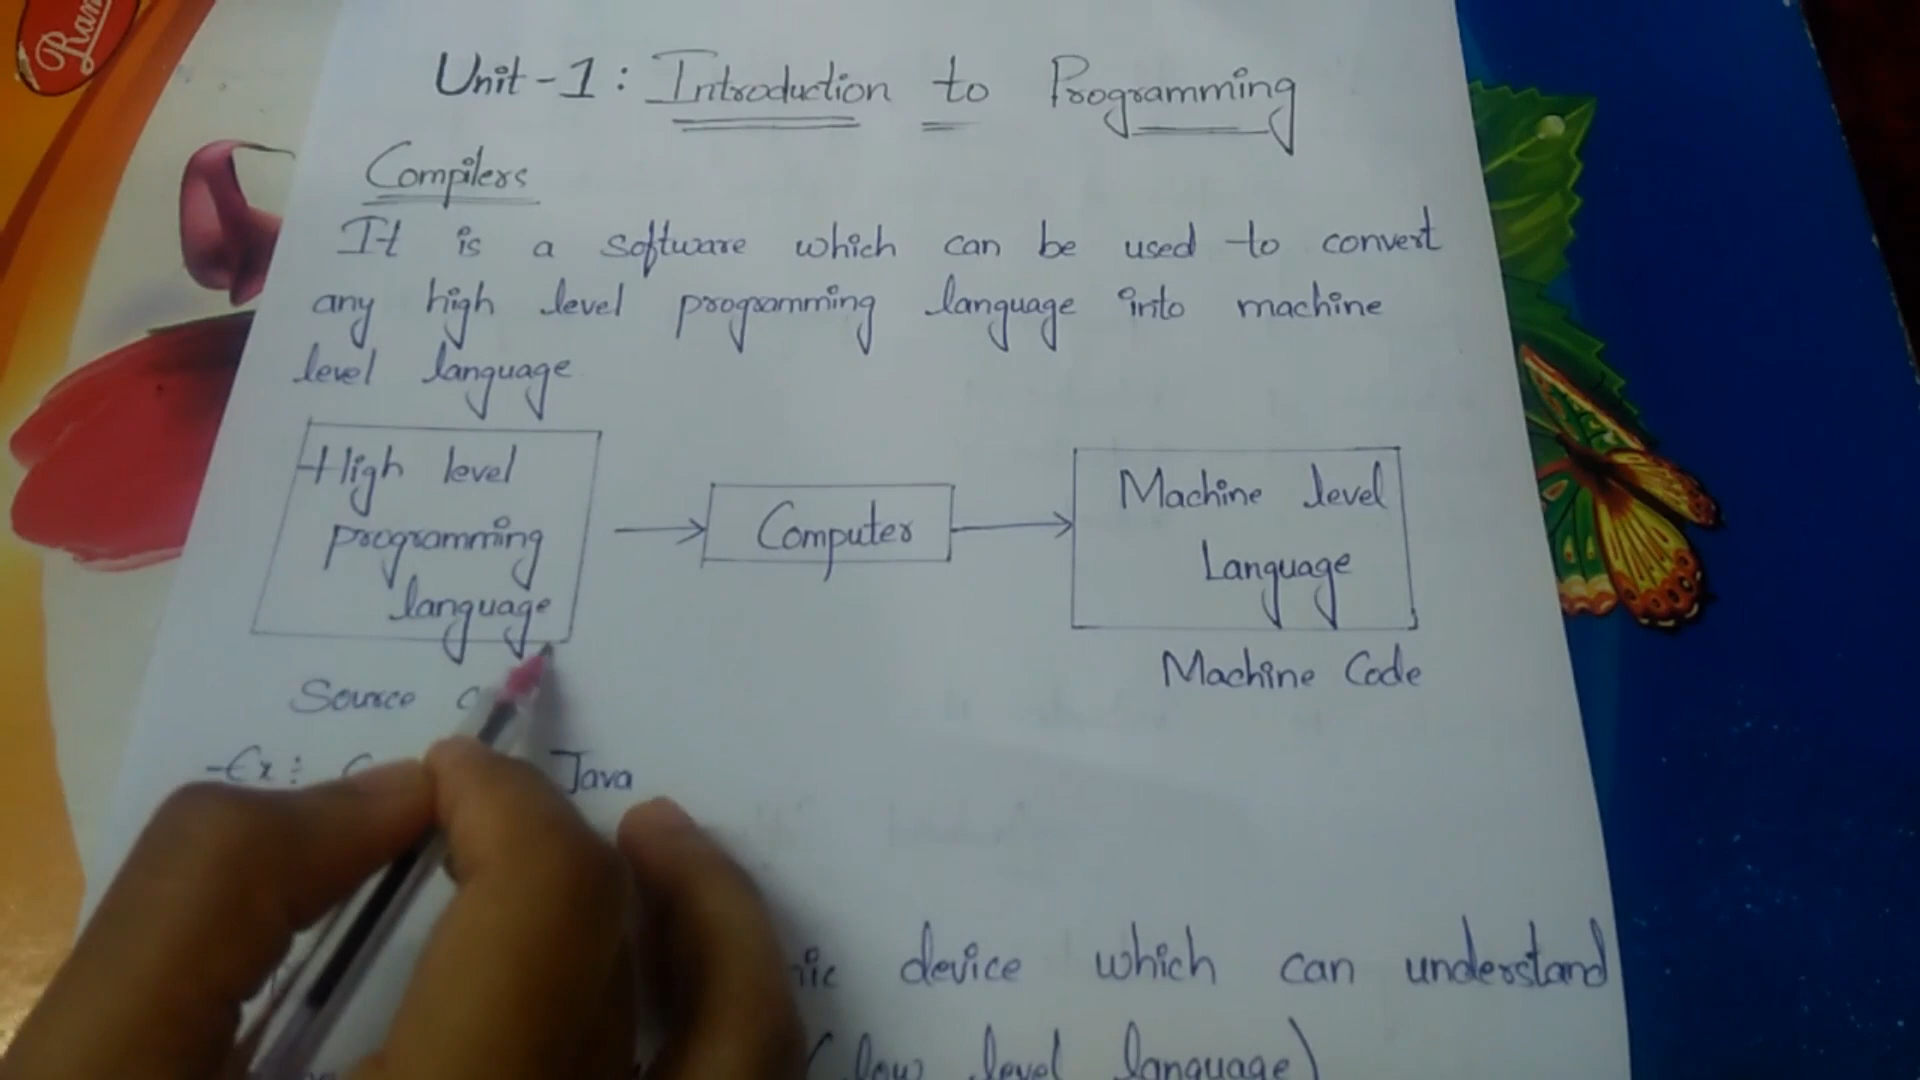 Unit-1: Introduction to Programming
Compilers
It is a software which can be used to convert
any high level programming language into machine
level language
High level
programming
language
Computer
Machine level
Language
Source
Machine Code
Ex: Java
device which can understand
(low level language)